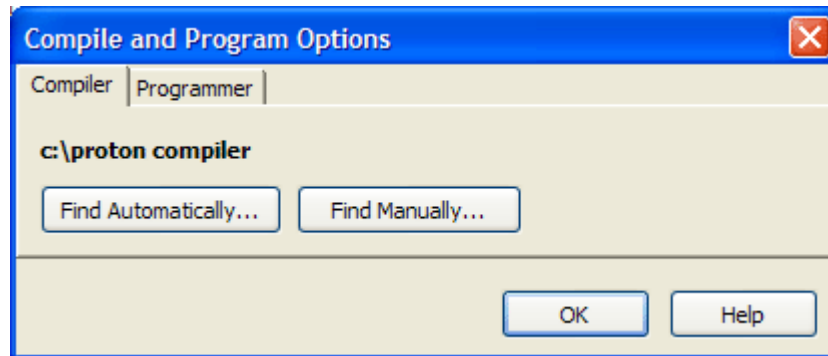 Compile and Program Options
Compiler Programmer
c:\proton compiler
Find Automatically... Find Manually...
OK Help